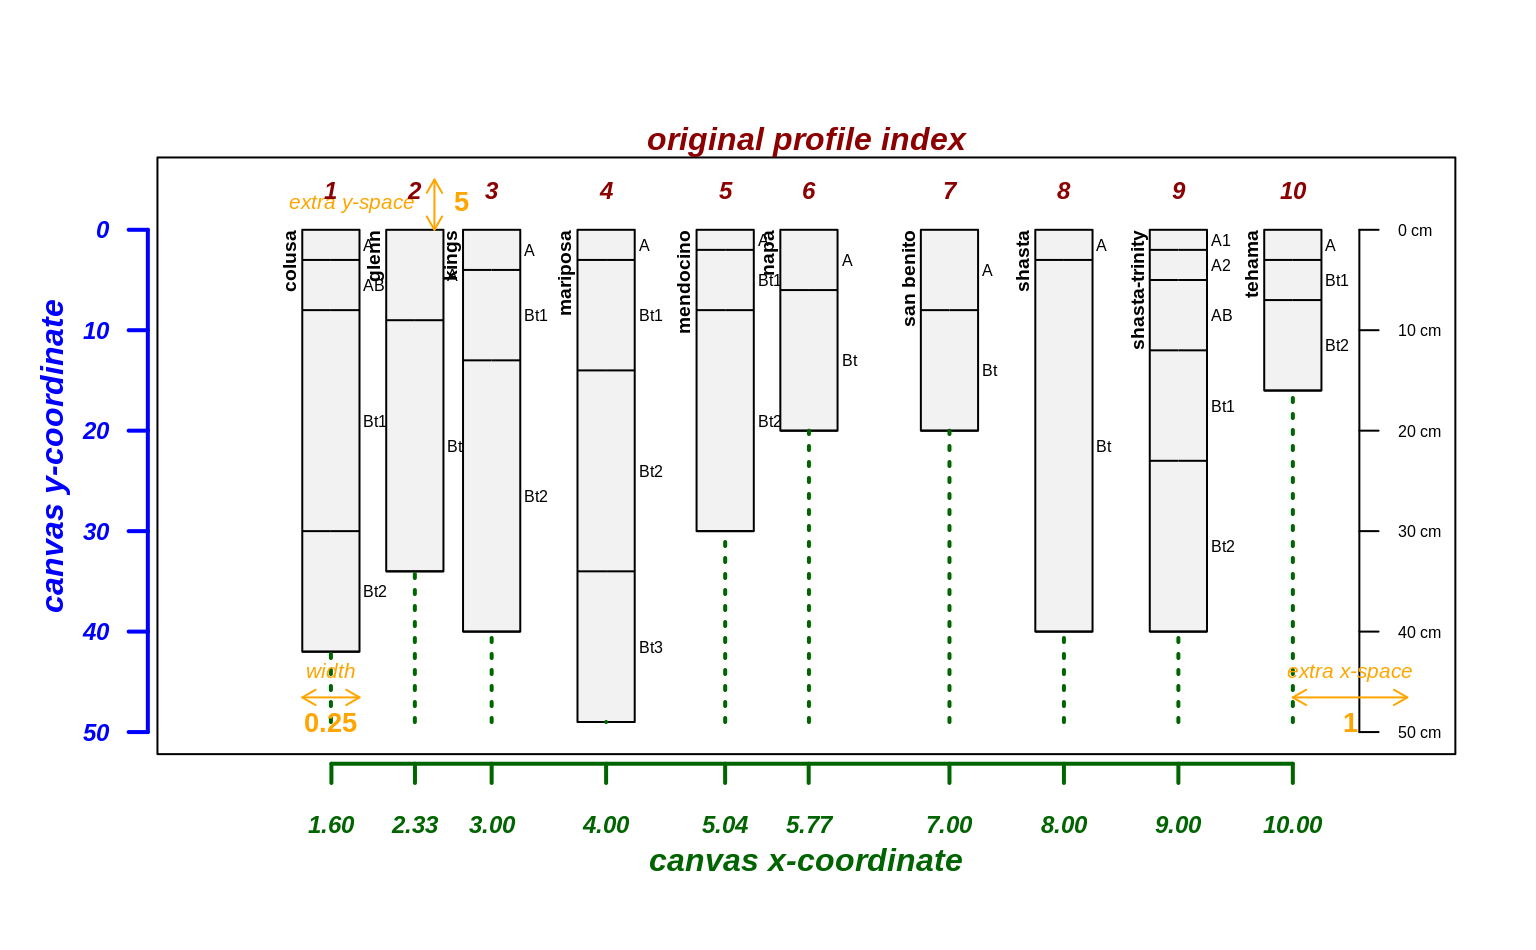 original profile index
1 2 3 4 5 6 7 8 9 10
extra y-space 5
colusa glenn kings mariposa mendocino napa san benito shasta shasta-trinity tehama
A AB Bt1 Bt2
A Bt
A Bt1 Bt2
A Bt1 Bt2 Bt3
A Bt1 Bt2
A Bt
A Bt
A Bt
A1 A2 AB Bt1 Bt2
A Bt1 Bt2
0 cm
10 cm
20 cm
30 cm
40 cm
50 cm
canvas y-coordinate
0
10
20
30
40
50
width
0.25
extra x-space
1
1.60 2.33 3.00 4.00 5.04 5.77 7.00 8.00 9.00 10.00
canvas x-coordinate